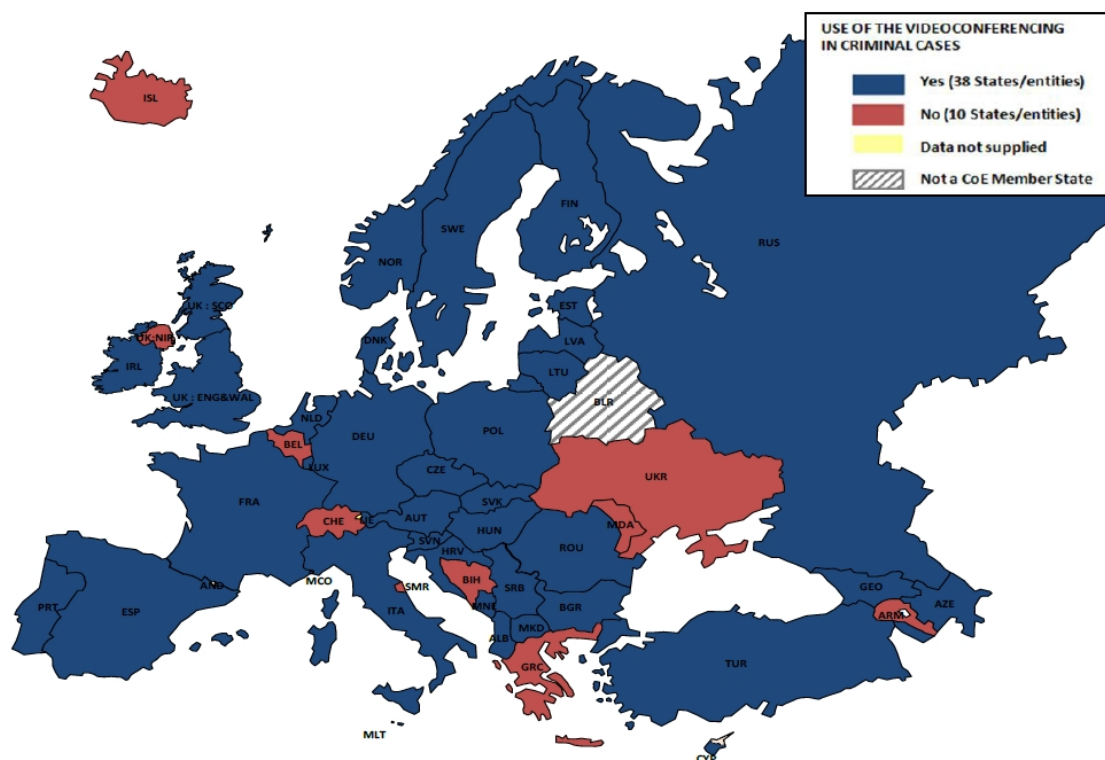 USE OF THE VIDEOCONFERENCING
IN CRIMINAL CASES
Yes (38 States/entities)
No (10 States/entities)
Data not supplied
Not a CoE Member State
ISL
FIN
SWE
RUS
NOR
UK : SCO
EST
UK:NIR
DNK
LVA
IRL
LTU
UK : ENG&WAL
BLR
NLD
DEU
POL
BEL
LUX
CZE
UKR
FRA
SVK
CHE
LIE
AUT
MDA
HUN
SVN
HRV
ROU
MCO
AND
SMR
BIH
SRB
GEO
AZE
PRT
ESP
ITA
MNE
BGR
ARM
ALB
MKD
GRC
TUR
MLT
CYP